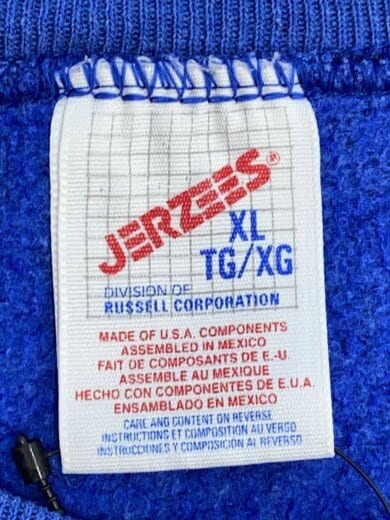 JERZEES®
XL
TG/XG
DIVISION OF
RUSSELL CORPORATION
MADE OF U.S.A. COMPONENTS
ASSEMBLED IN MEXICO
FAIT DE COMPOSANTS DE E.-U.
ASSEMBLE AU MEXIQUE
HECHO CON COMPONENTES DE E.U.A.
ENSAMBLADO EN MEXICO
CARE AND CONTENT ON REVERSE
INSTRUCTIONS ET COMPOSITION AU VERSO
INSTRUCCIONES Y COMPOSICION AL REVERSO